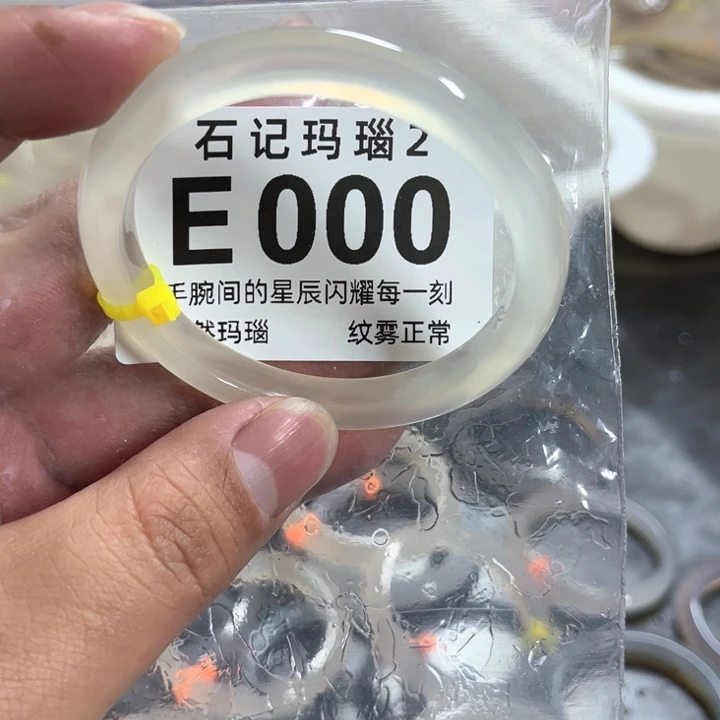 石记玛瑙2
E000
腕间的星辰闪耀每一刻
然玛瑙 纹雾正常